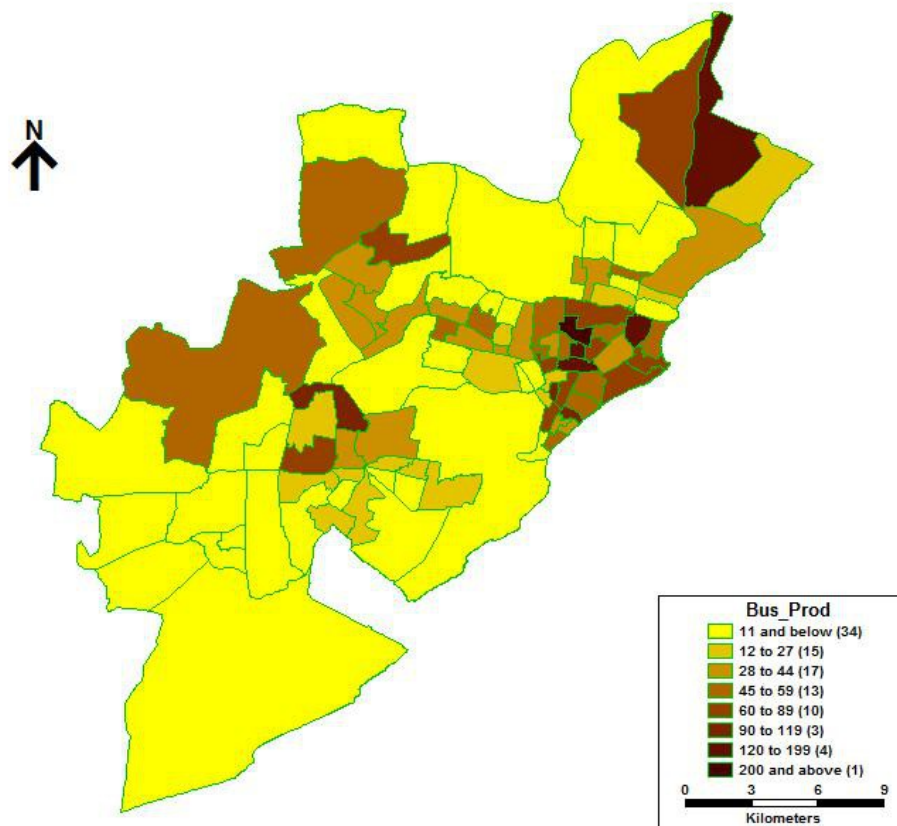 N
Bus_Prod
11 and below (34)
12 to 27 (15)
28 to 44 (17)
45 to 59 (13)
60 to 89 (10)
90 to 119 (3)
120 to 199 (4)
200 and above (1)
0 3 6 9
Kilometers